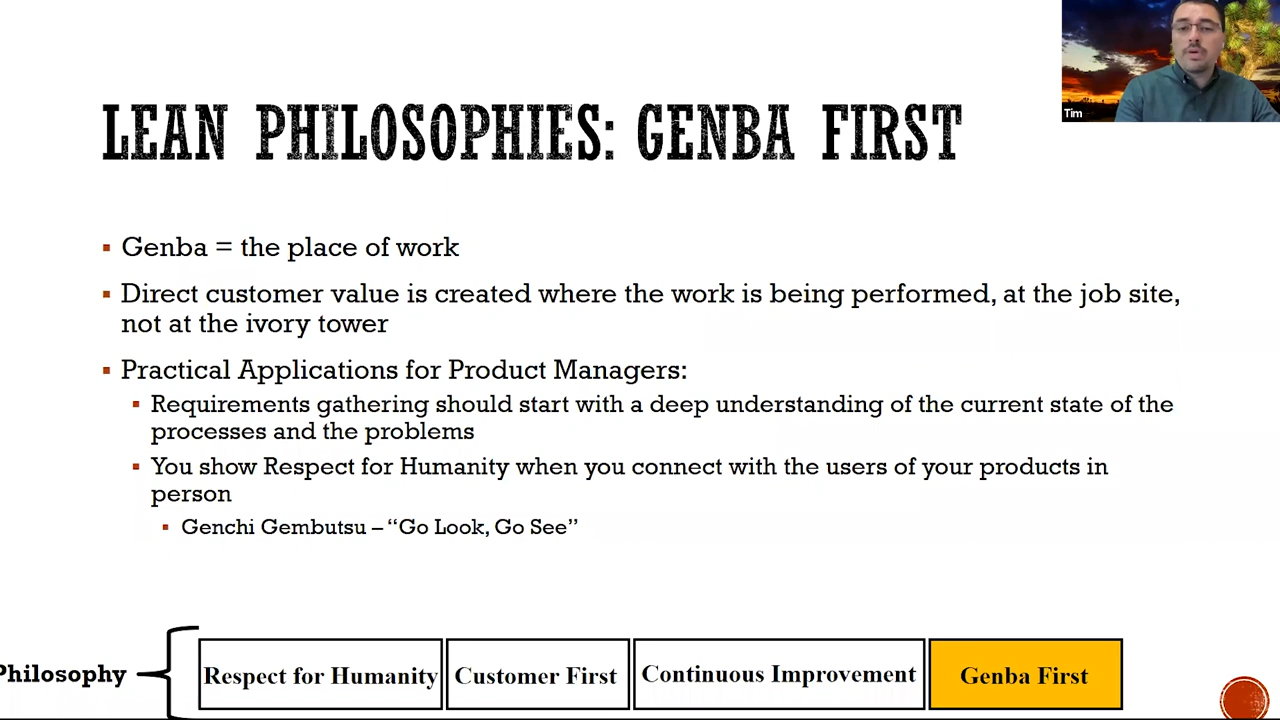 Tim
LEAN PHILOSOPHIES: GENBA FIRST
Genba = the place of work
Direct customer value is created where the work is being performed, at the job site,
not at the ivory tower
Practical Applications for Product Managers:
Requirements gathering should start with a deep understanding of the current state of the
processes and the problems
You show Respect for Humanity when you connect with the users of your products in
person
Genchi Gembutsu – “Go Look, Go See”
Philosophy
Respect for Humanity
Customer First
Continuous Improvement
Genba First